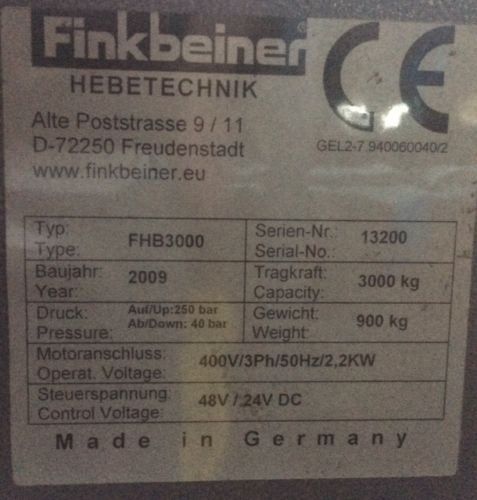 Finkbeiner®
HEBETECHNIK
CE
Alte Poststrasse 9 / 11
D-72250 Freudenstadt
www.finkbeiner.eu
GEL2-7.940060040/2
Typ:
Type:
FHB3000
Serien-Nr.:
Serial-No.:
13200
Baujahr:
Year:
2009
Tragkraft:
Capacity:
3000 kg
Druck:
Pressure:
Auf/Up:250 bar
Ab/Down: 40 bar
Gewicht:
Weight:
900 kg
Motoranschluss:
Operat. Voltage:
400V/3Ph/50Hz/2,2KW
Steuerspannung:
Control Voltage:
48V / 24V DC
Made in Germany